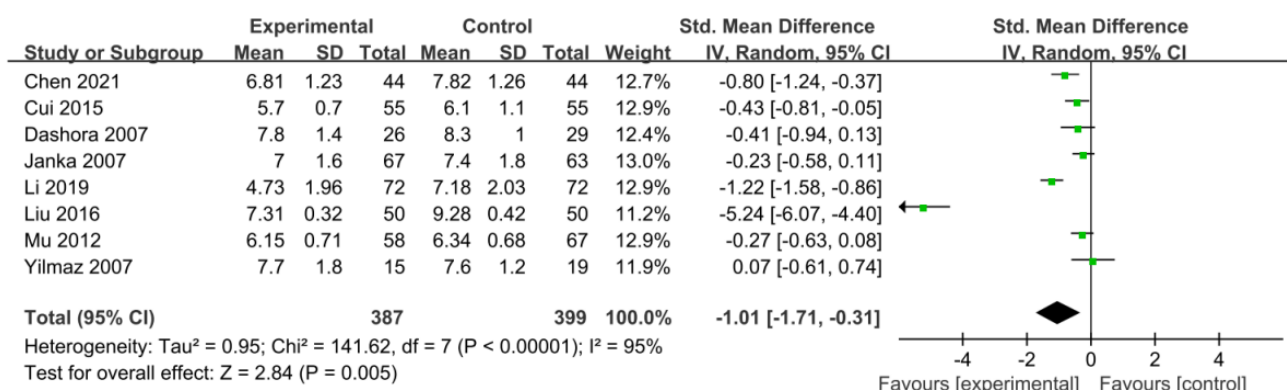 Experimental Control Std. Mean Difference Std. Mean Difference
Study or Subgroup Mean SD Total Mean SD Total Weight IV, Random, 95% CI IV, Random, 95% CI
Chen 2021 6.81 1.23 44 7.82 1.26 44 12.7% -0.80 [-1.24, -0.37]
Cui 2015 5.7 0.7 55 6.1 1.1 55 12.9% -0.43 [-0.81, -0.05]
Dashora 2007 7.8 1.4 26 8.3 1 29 12.4% -0.41 [-0.94, 0.13]
Janka 2007 7 1.6 67 7.4 1.8 63 13.0% -0.23 [-0.58, 0.11]
Li 2019 4.73 1.96 72 7.18 2.03 72 12.9% -1.22 [-1.58, -0.86]
Liu 2016 7.31 0.32 50 9.28 0.42 50 11.2% -5.24 [-6.07, -4.40]
Mu 2012 6.15 0.71 58 6.34 0.68 67 12.9% -0.27 [-0.63, 0.08]
Yilmaz 2007 7.7 1.8 15 7.6 1.2 19 11.9% 0.07 [-0.61, 0.74]
Total (95% CI) 387 399 100.0% -1.01 [-1.71, -0.31]
Heterogeneity: Tau² = 0.95; Chi² = 141.62, df = 7 (P < 0.00001); I² = 95%
Test for overall effect: Z = 2.84 (P = 0.005)
-4 -2 0 2 4
Favours [experimental] Favours [control]